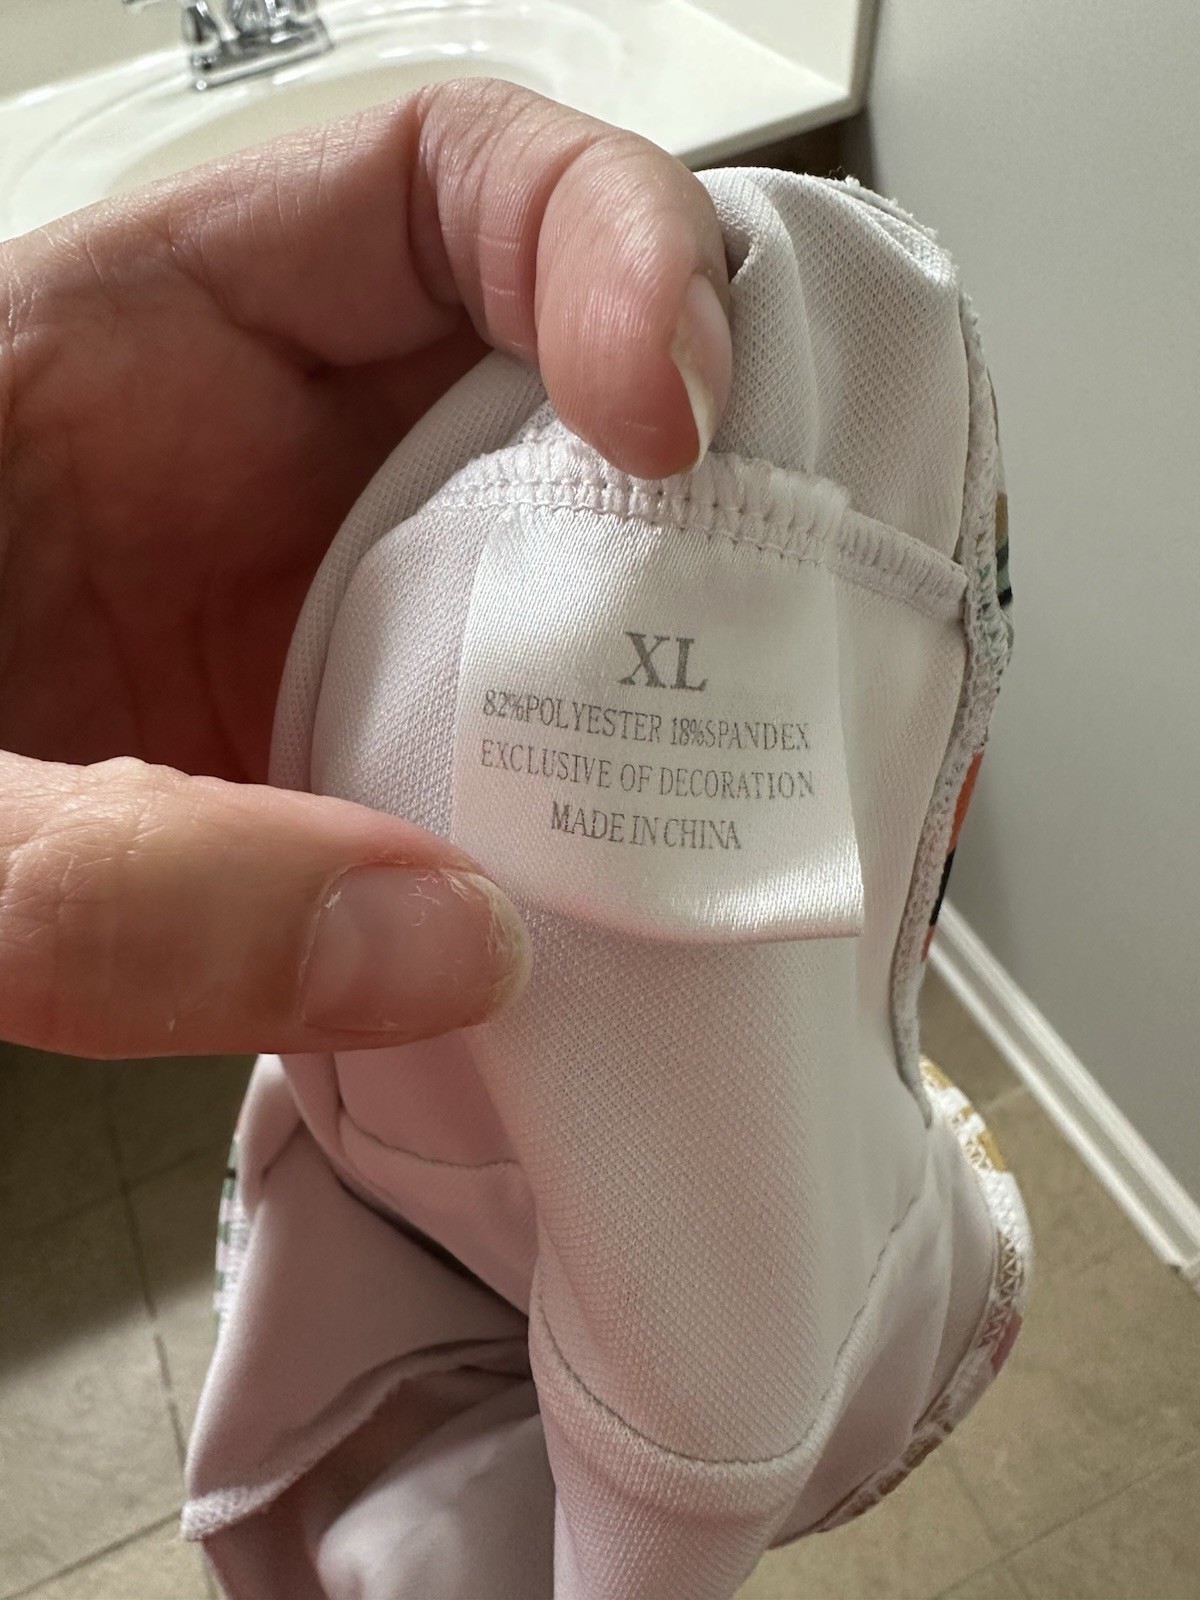 XL
82%POLYESTER 18%SPANDEX
EXCLUSIVE OF DECORATION
MADE IN CHINA